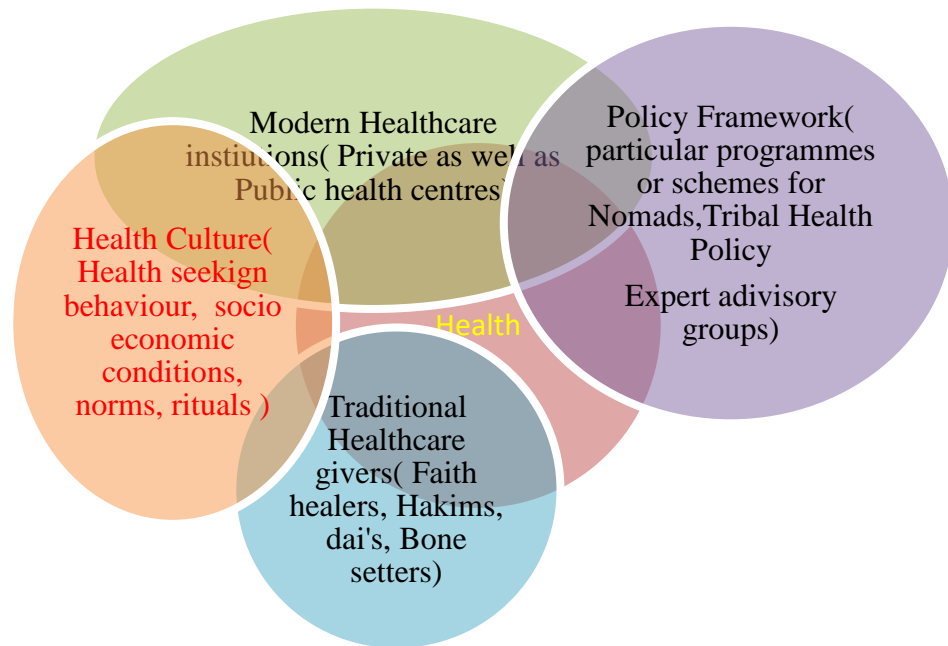 Modern Healthcare
instiutions( Private as well as
Public health centres)
Policy Framework(
particular programmes
or schemes for
Nomads,Tribal Health
Policy
Expert adivisory
groups)
Health Culture(
Health seekign
behaviour,  socio
economic
conditions,
norms, rituals )
Health
Traditional
Healthcare
givers( Faith
healers, Hakims,
dai's, Bone
setters)